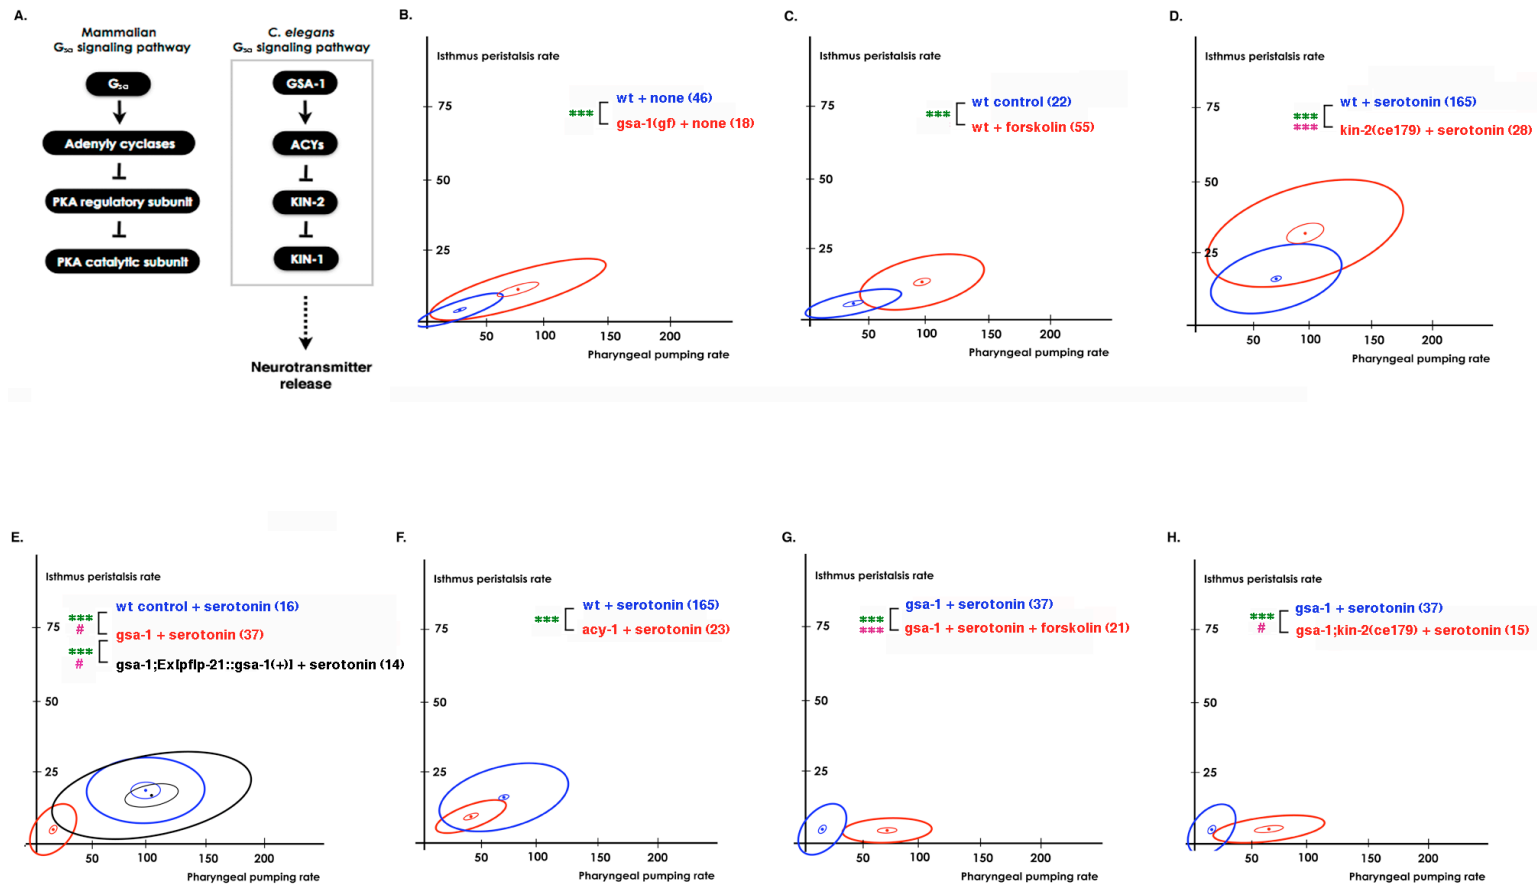 A.
Mammalian
Gsα signaling pathway
Gsα
Adenyly cyclases
PKA regulatory subunit
PKA catalytic subunit
C. elegans
Gsα signaling pathway
GSA-1
ACYs
KIN-2
KIN-1
Neurotransmitter
release
B.
Isthmus peristalsis rate
75
50
25
*** wt + none (46)
gsa-1(gf) + none (18)
50 100 150 200
Pharyngeal pumping rate
C.
Isthmus peristalsis rate
75
50
25
*** wt control (22)
wt + forskolin (55)
50 100 150 200
Pharyngeal pumping rate
D.
Isthmus peristalsis rate
75
50
25
wt + serotonin (165)
***
***
kin-2(ce179) + serotonin (28)
50 100 150 200
Pharyngeal pumping rate
E.
Isthmus peristalsis rate
75
50
25
wt control + serotonin (16)
***
#
gsa-1 + serotonin (37)
***
#
gsa-1;Ex[pflp-21::gsa-1(+)] + serotonin (14)
50 100 150 200
Pharyngeal pumping rate
F.
Isthmus peristalsis rate
75
50
25
wt + serotonin (165)
***
acy-1 + serotonin (23)
50 100 150 200
Pharyngeal pumping rate
G.
Isthmus peristalsis rate
75
50
25
gsa-1 + serotonin (37)
***
***
gsa-1 + serotonin + forskolin (21)
50 100 150 200
Pharyngeal pumping rate
H.
Isthmus peristalsis rate
75
50
25
gsa-1 + serotonin (37)
***
#
gsa-1;kin-2(ce179) + serotonin (15)
50 100 150 200
Pharyngeal pumping rate